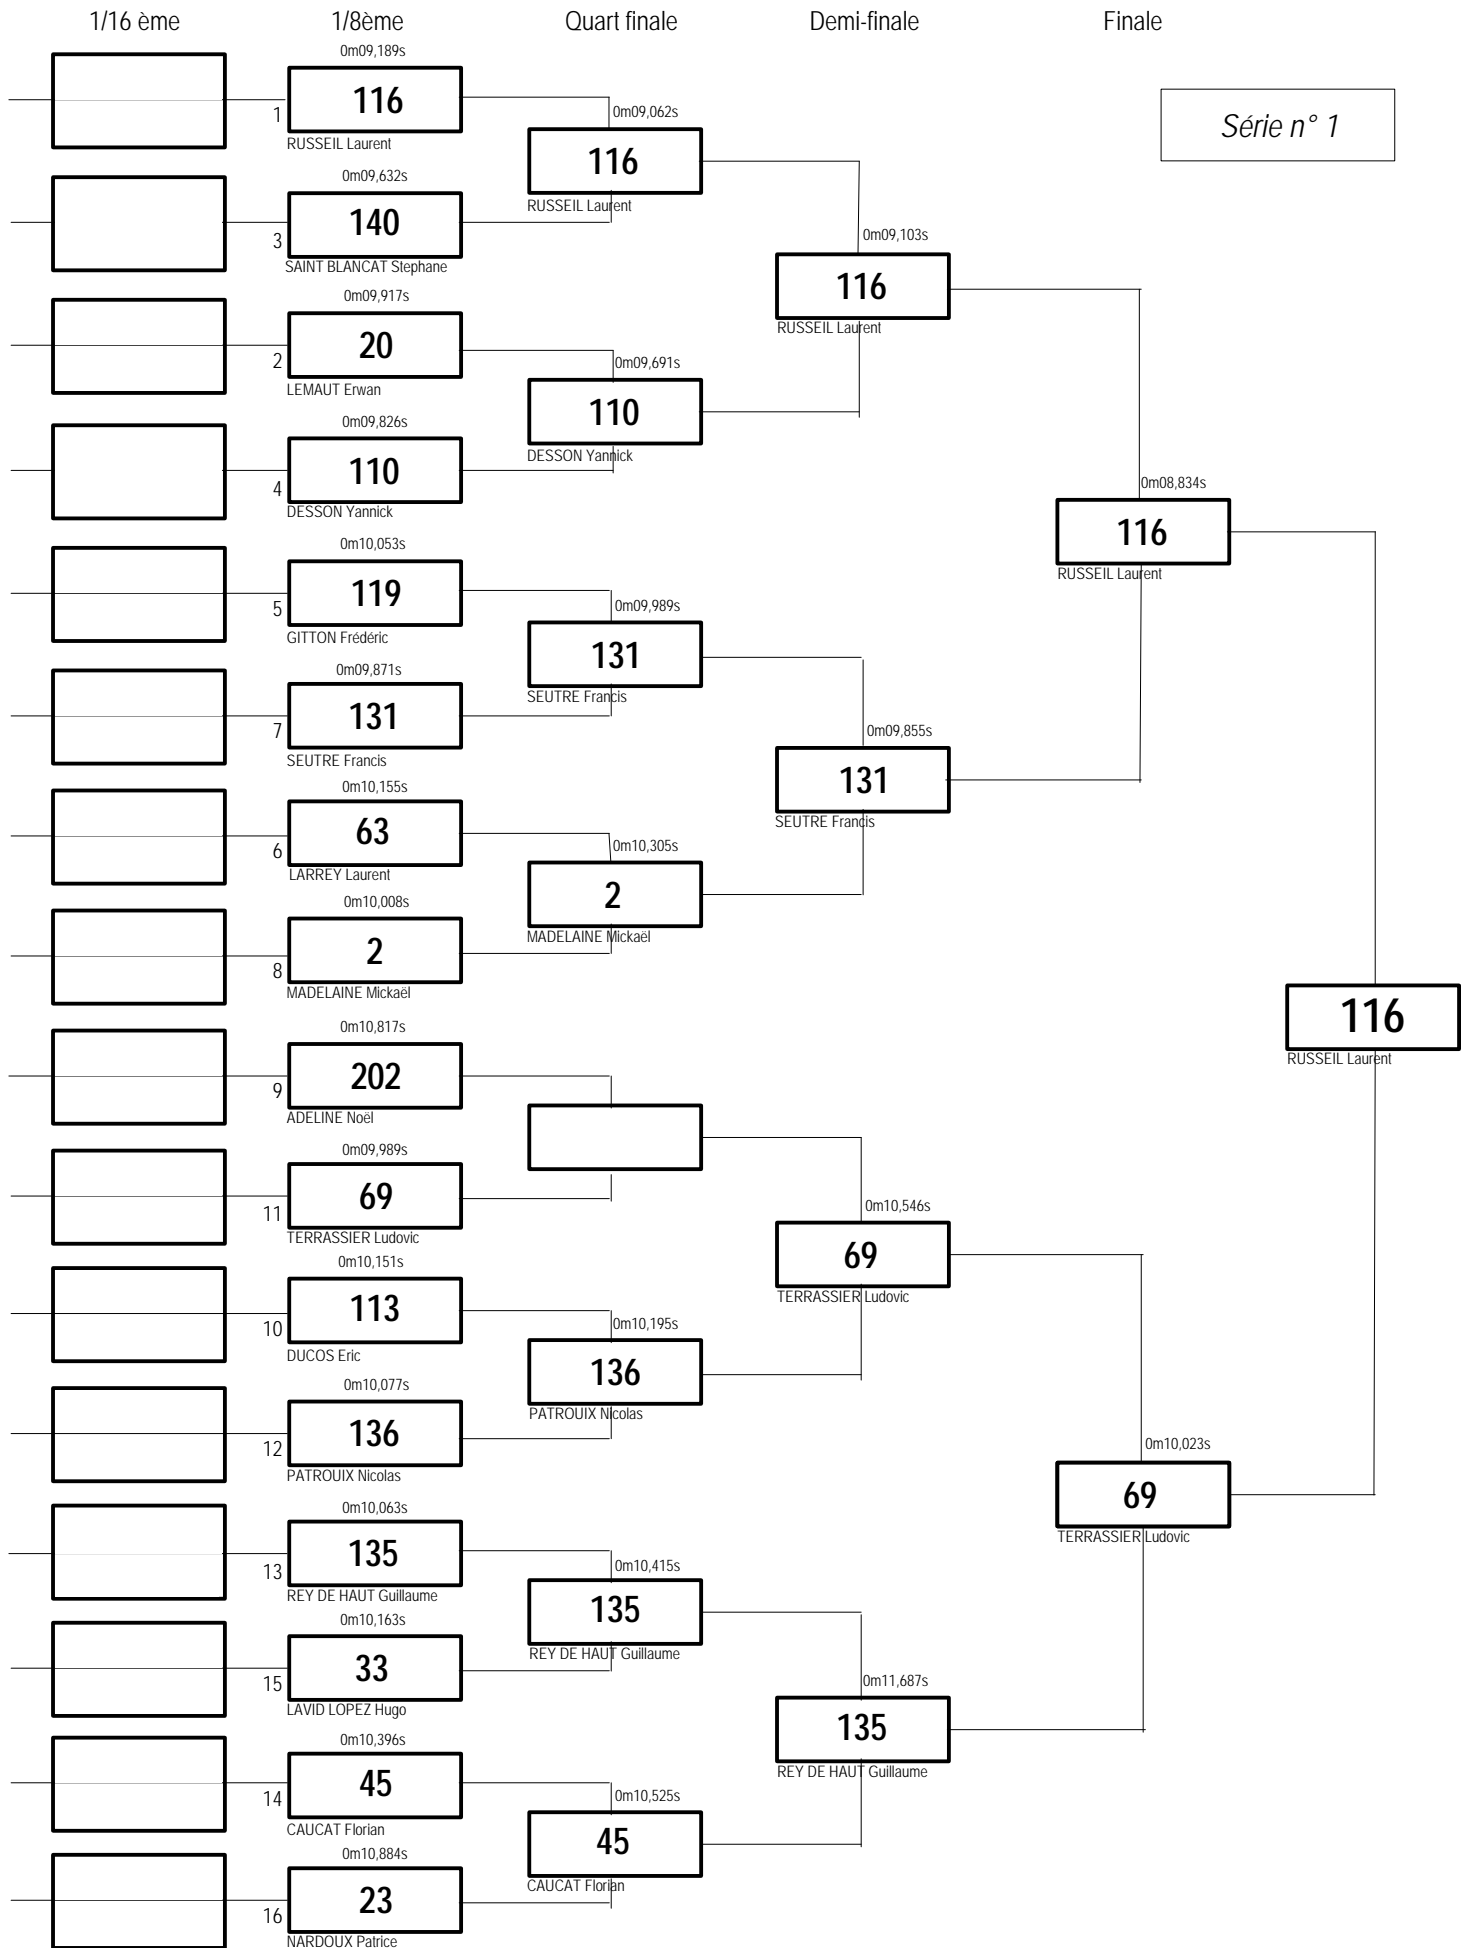 1/16 ème
1/8ème
Quart finale
Demi-finale
Finale
Série n° 1
0m09,189s
1
116
RUSSEIL Laurent
0m09,632s
3
140
SAINT BLANCAT Stephane
0m09,917s
2
20
LEMAUT Erwan
0m09,826s
4
110
DESSON Yannick
0m10,053s
5
119
GITTON Frédéric
0m09,871s
7
131
SEUTRE Francis
0m10,155s
6
63
LARREY Laurent
0m10,008s
8
2
MADELAINE Mickaël
0m10,817s
9
202
ADELINE Noël
0m09,989s
11
69
TERRASSIER Ludovic
0m10,151s
10
113
DUCOS Eric
0m10,077s
12
136
PATROUIX Nicolas
0m10,063s
13
135
REY DE HAUT Guillaume
0m10,163s
15
33
LAVID LOPEZ Hugo
0m10,396s
14
45
CAUCAT Florian
0m10,884s
16
23
NARDOUX Patrice
0m09,062s
116
RUSSEIL Laurent
0m09,691s
110
DESSON Yannick
0m09,989s
131
SEUTRE Francis
0m10,305s
2
MADELAINE Mickaël
0m10,195s
136
PATROUIX Nicolas
0m10,415s
135
REY DE HAUT Guillaume
0m10,525s
45
CAUCAT Florian
0m09,103s
116
RUSSEIL Laurent
0m09,855s
131
SEUTRE Francis
0m10,546s
69
TERRASSIER Ludovic
0m11,687s
135
REY DE HAUT Guillaume
0m08,834s
116
RUSSEIL Laurent
0m10,023s
69
TERRASSIER Ludovic
116
RUSSEIL Laurent